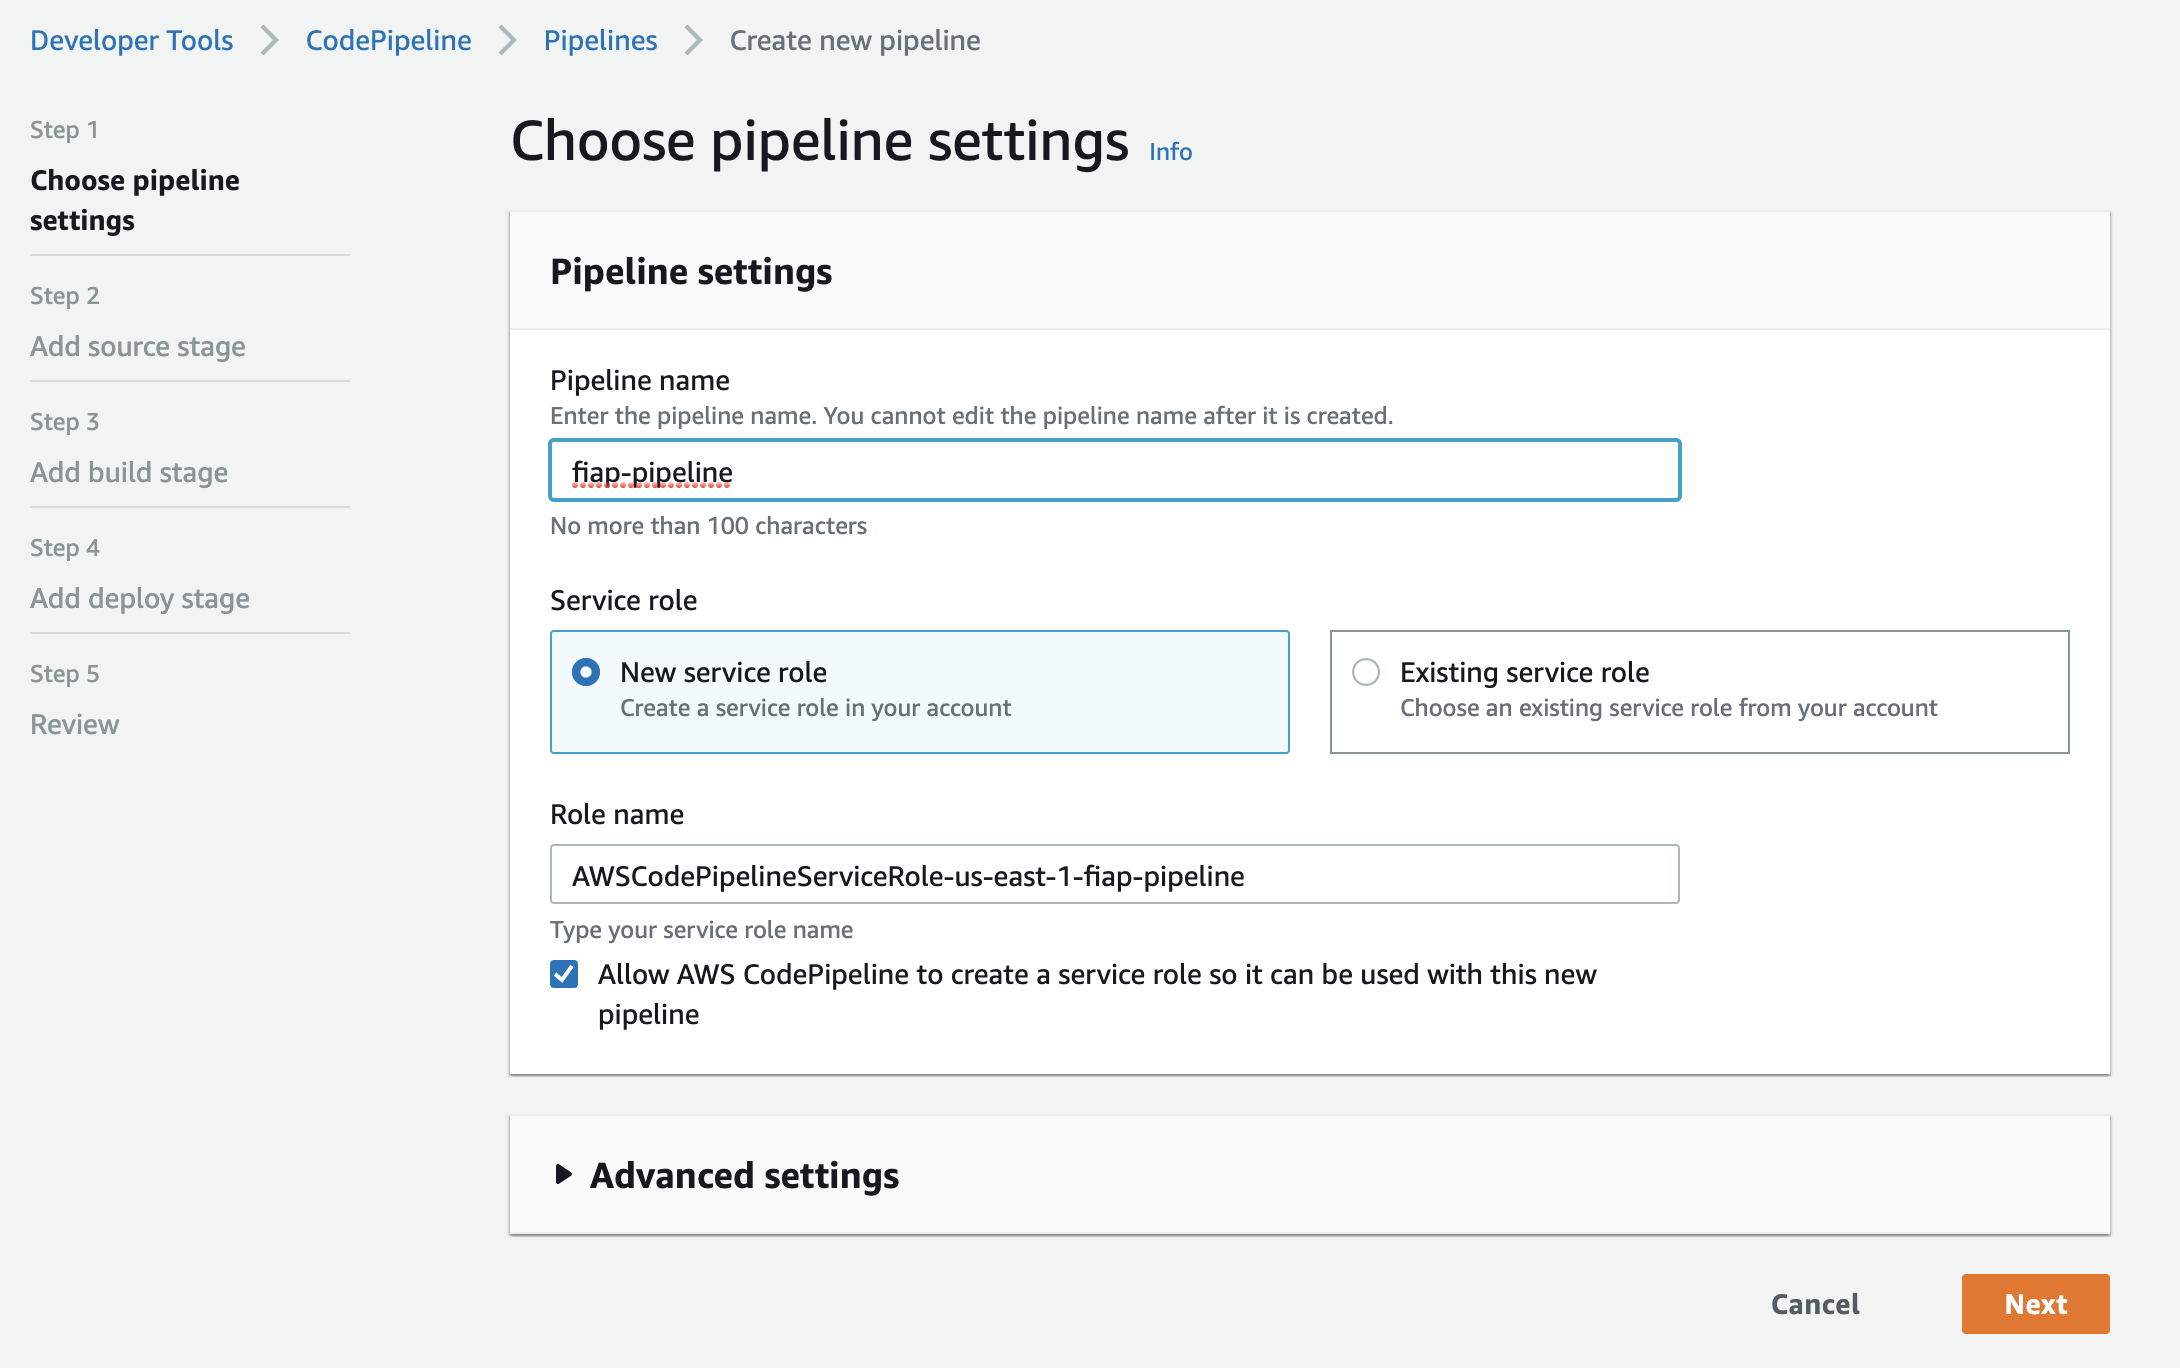 Developer Tools > CodePipeline > Pipelines > Create new pipeline
Step 1
Choose pipeline
settings
Step 2
Add source stage
Step 3
Add build stage
Step 4
Add deploy stage
Step 5
Review
Choose pipeline settings Info
Pipeline settings
Pipeline name
Enter the pipeline name. You cannot edit the pipeline name after it is created.
fiap-pipeline
No more than 100 characters
Service role
New service role
Create a service role in your account
Existing service role
Choose an existing service role from your account
Role name
AWSCodePipelineServiceRole-us-east-1-fiap-pipeline
Type your service role name
Allow AWS CodePipeline to create a service role so it can be used with this new
pipeline
Advanced settings
Cancel
Next